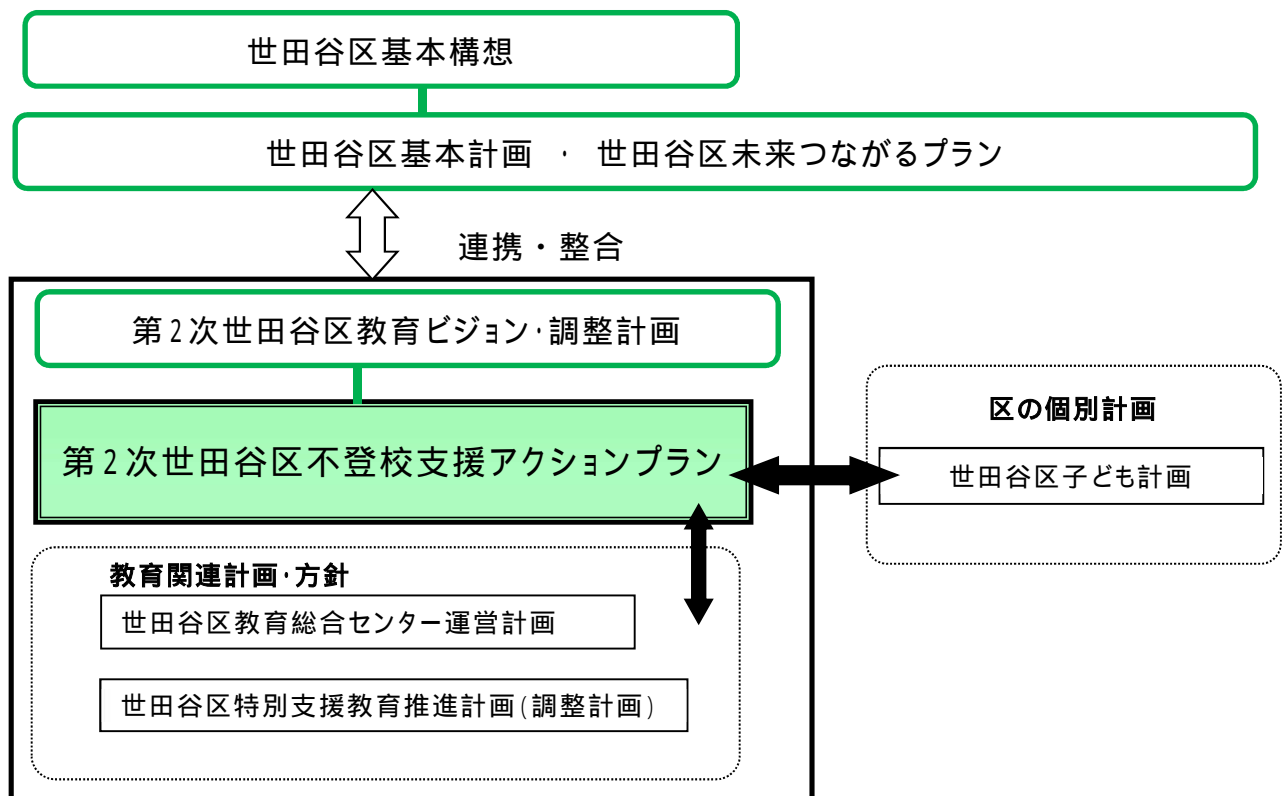 世田谷区基本構想
世田谷区基本計画 ・ 世田谷区未来つながるプラン
連携・整合
第2次世田谷区教育ビジョン・調整計画
第2次世田谷区不登校支援アクションプラン
区の個別計画
世田谷区子ども計画
教育関連計画・方針
世田谷区教育総合センター運営計画
世田谷区特別支援教育推進計画(調整計画)